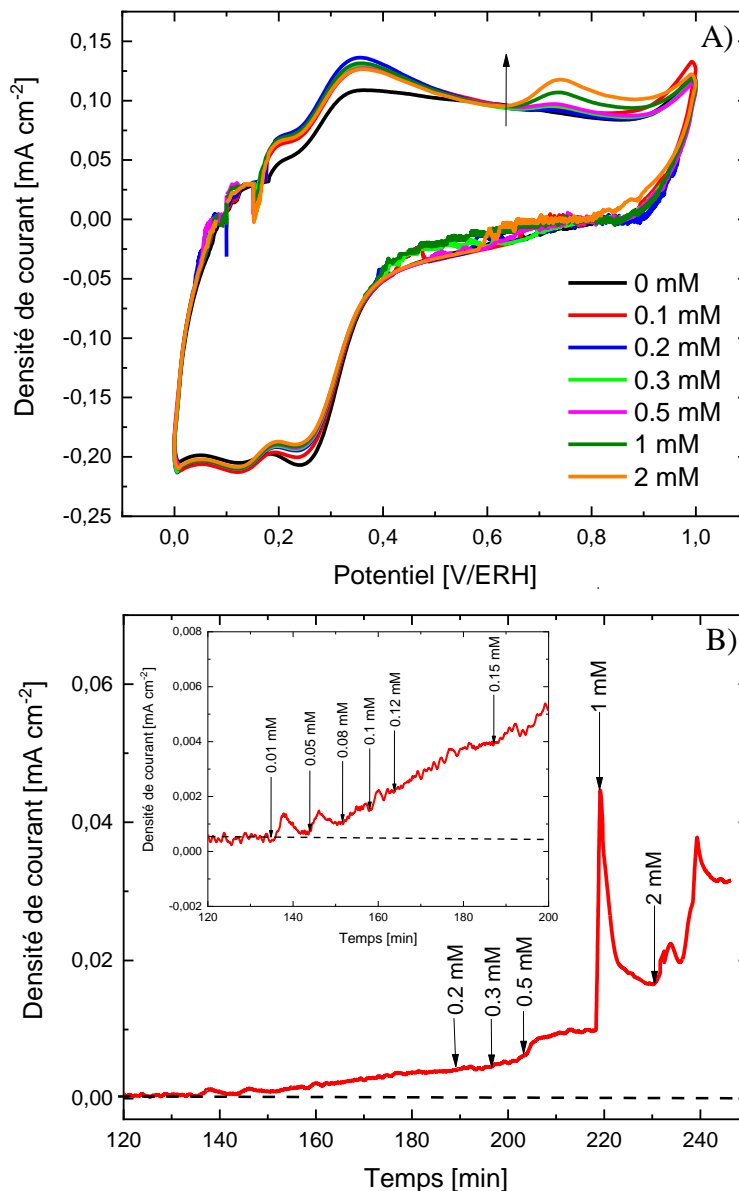 A)
Densité de courant [mA cm-2]
0,15
0,10
0,05
0,00
-0,05
-0,10
-0,15
-0,20
-0,25
0 mM
0.1 mM
0.2 mM
0.3 mM
0.5 mM
1 mM
2 mM
0,0 0,2 0,4 0,6 0,8 1,0
Potentiel [V/ERH]
B)
Densité de courant [mA cm-2]
0,06
0,04
0,02
0,00
Densité de courant [mA cm-2]
0,008
0,006
0,004
0,002
0,000
-0,002
0.01 mM
0.05 mM
0.08 mM
0.1 mM
0.12 mM
0.15 mM
120 140 160 180 200
Temps [min]
0.2 mM
0.3 mM
0.5 mM
1 mM
2 mM
120 140 160 180 200 220 240
Temps [min]